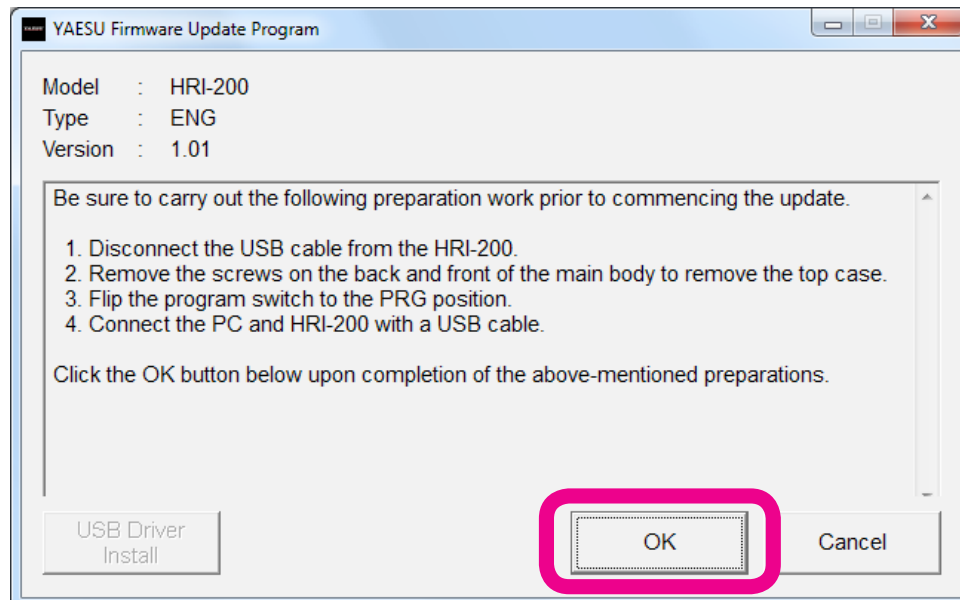 YAESU Firmware Update Program
Model : HRI-200
Type : ENG
Version : 1.01
Be sure to carry out the following preparation work prior to commencing the update.
1. Disconnect the USB cable from the HRI-200.
2. Remove the screws on the back and front of the main body to remove the top case.
3. Flip the program switch to the PRG position.
4. Connect the PC and HRI-200 with a USB cable.
Click the OK button below upon completion of the above-mentioned preparations.
USB Driver
Install
OK
Cancel